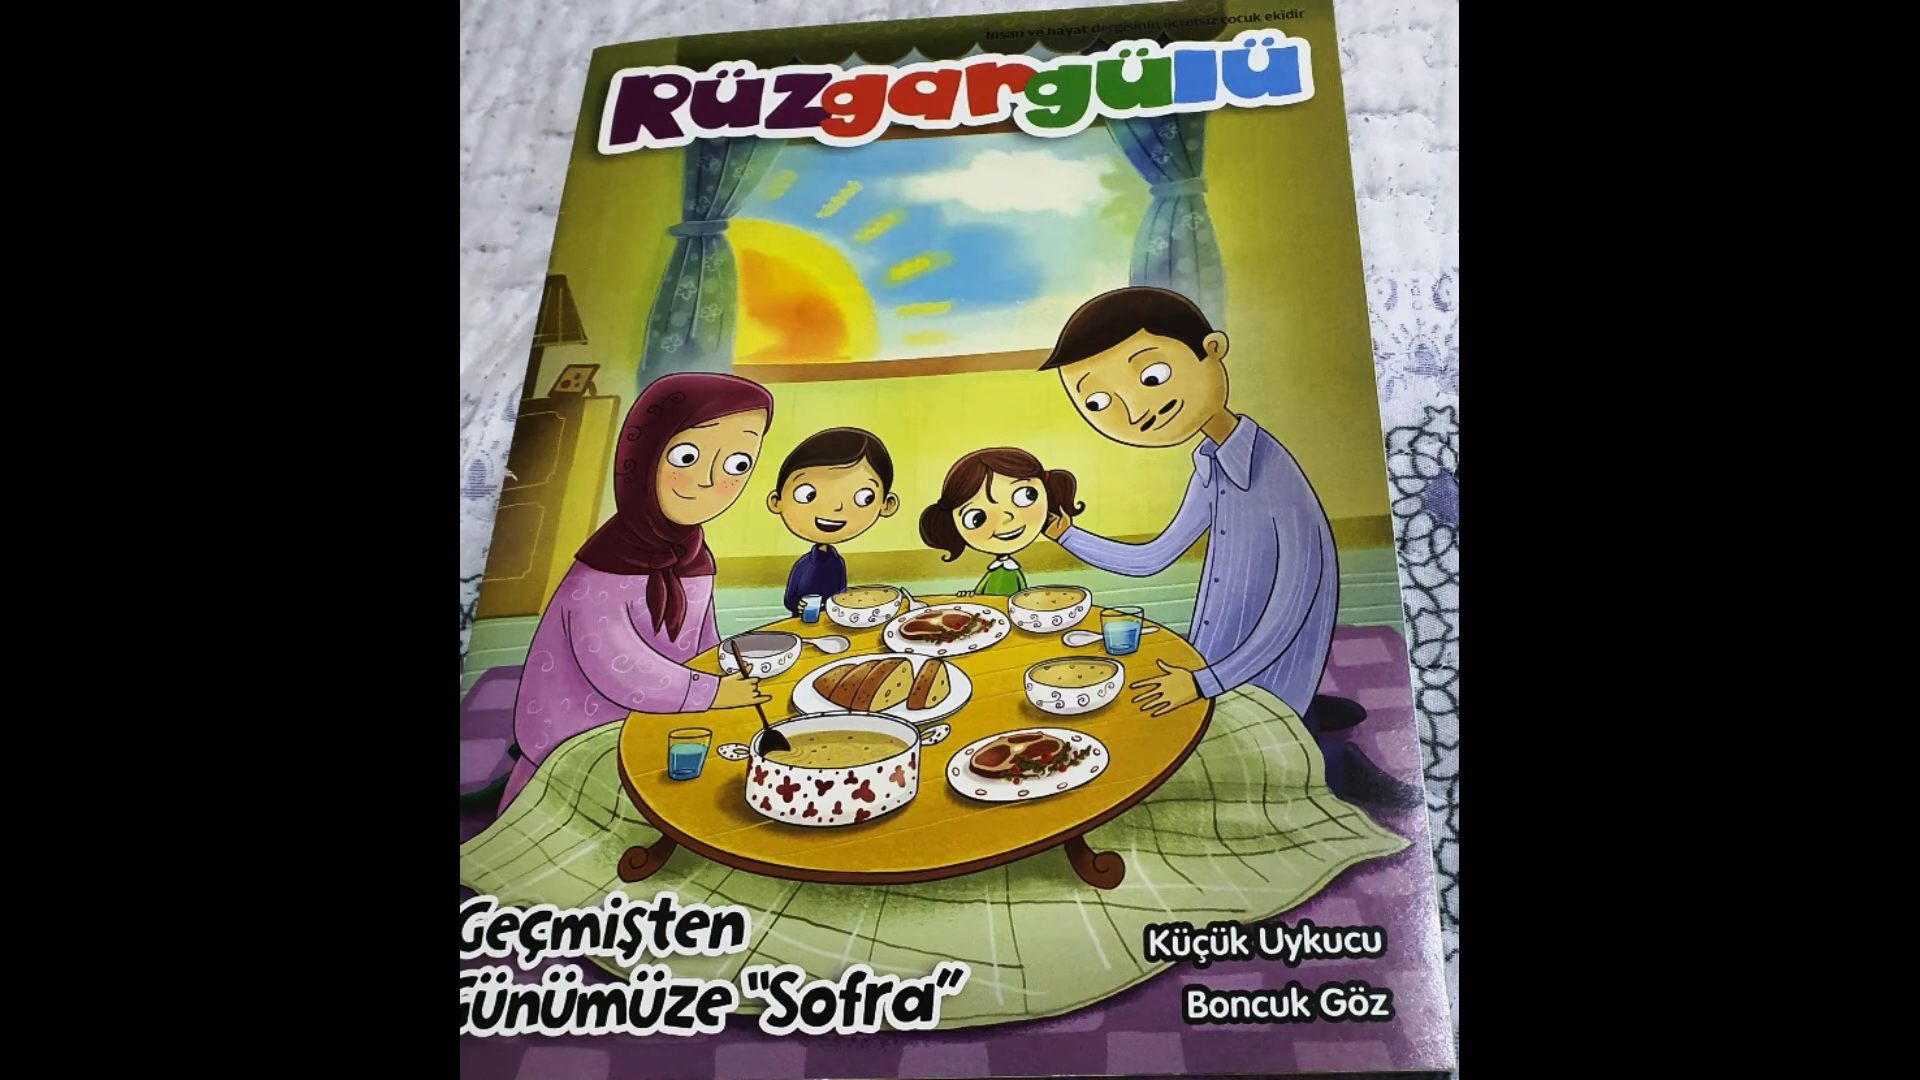 İnsan ve hayat dergisinin ücretsiz çocuk ekidir
Rüzgargülü
Geçmişten
Günümüze "Sofra"
Küçük Uykucu
Boncuk Göz